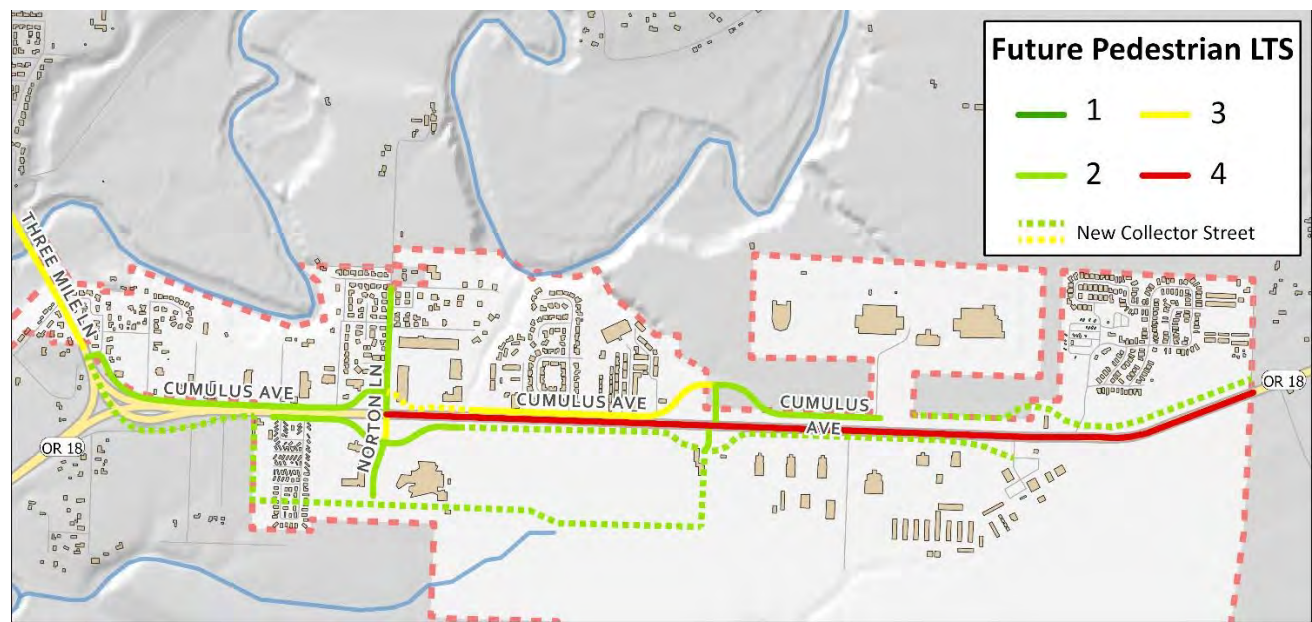 Future Pedestrian LTS
1
3
2
4
New Collector Street
THREE MILE LN
CUMULUS AVE
NORTON LN
CUMULUS AVE
CUMULUS
AVE
OR 18
OR 18